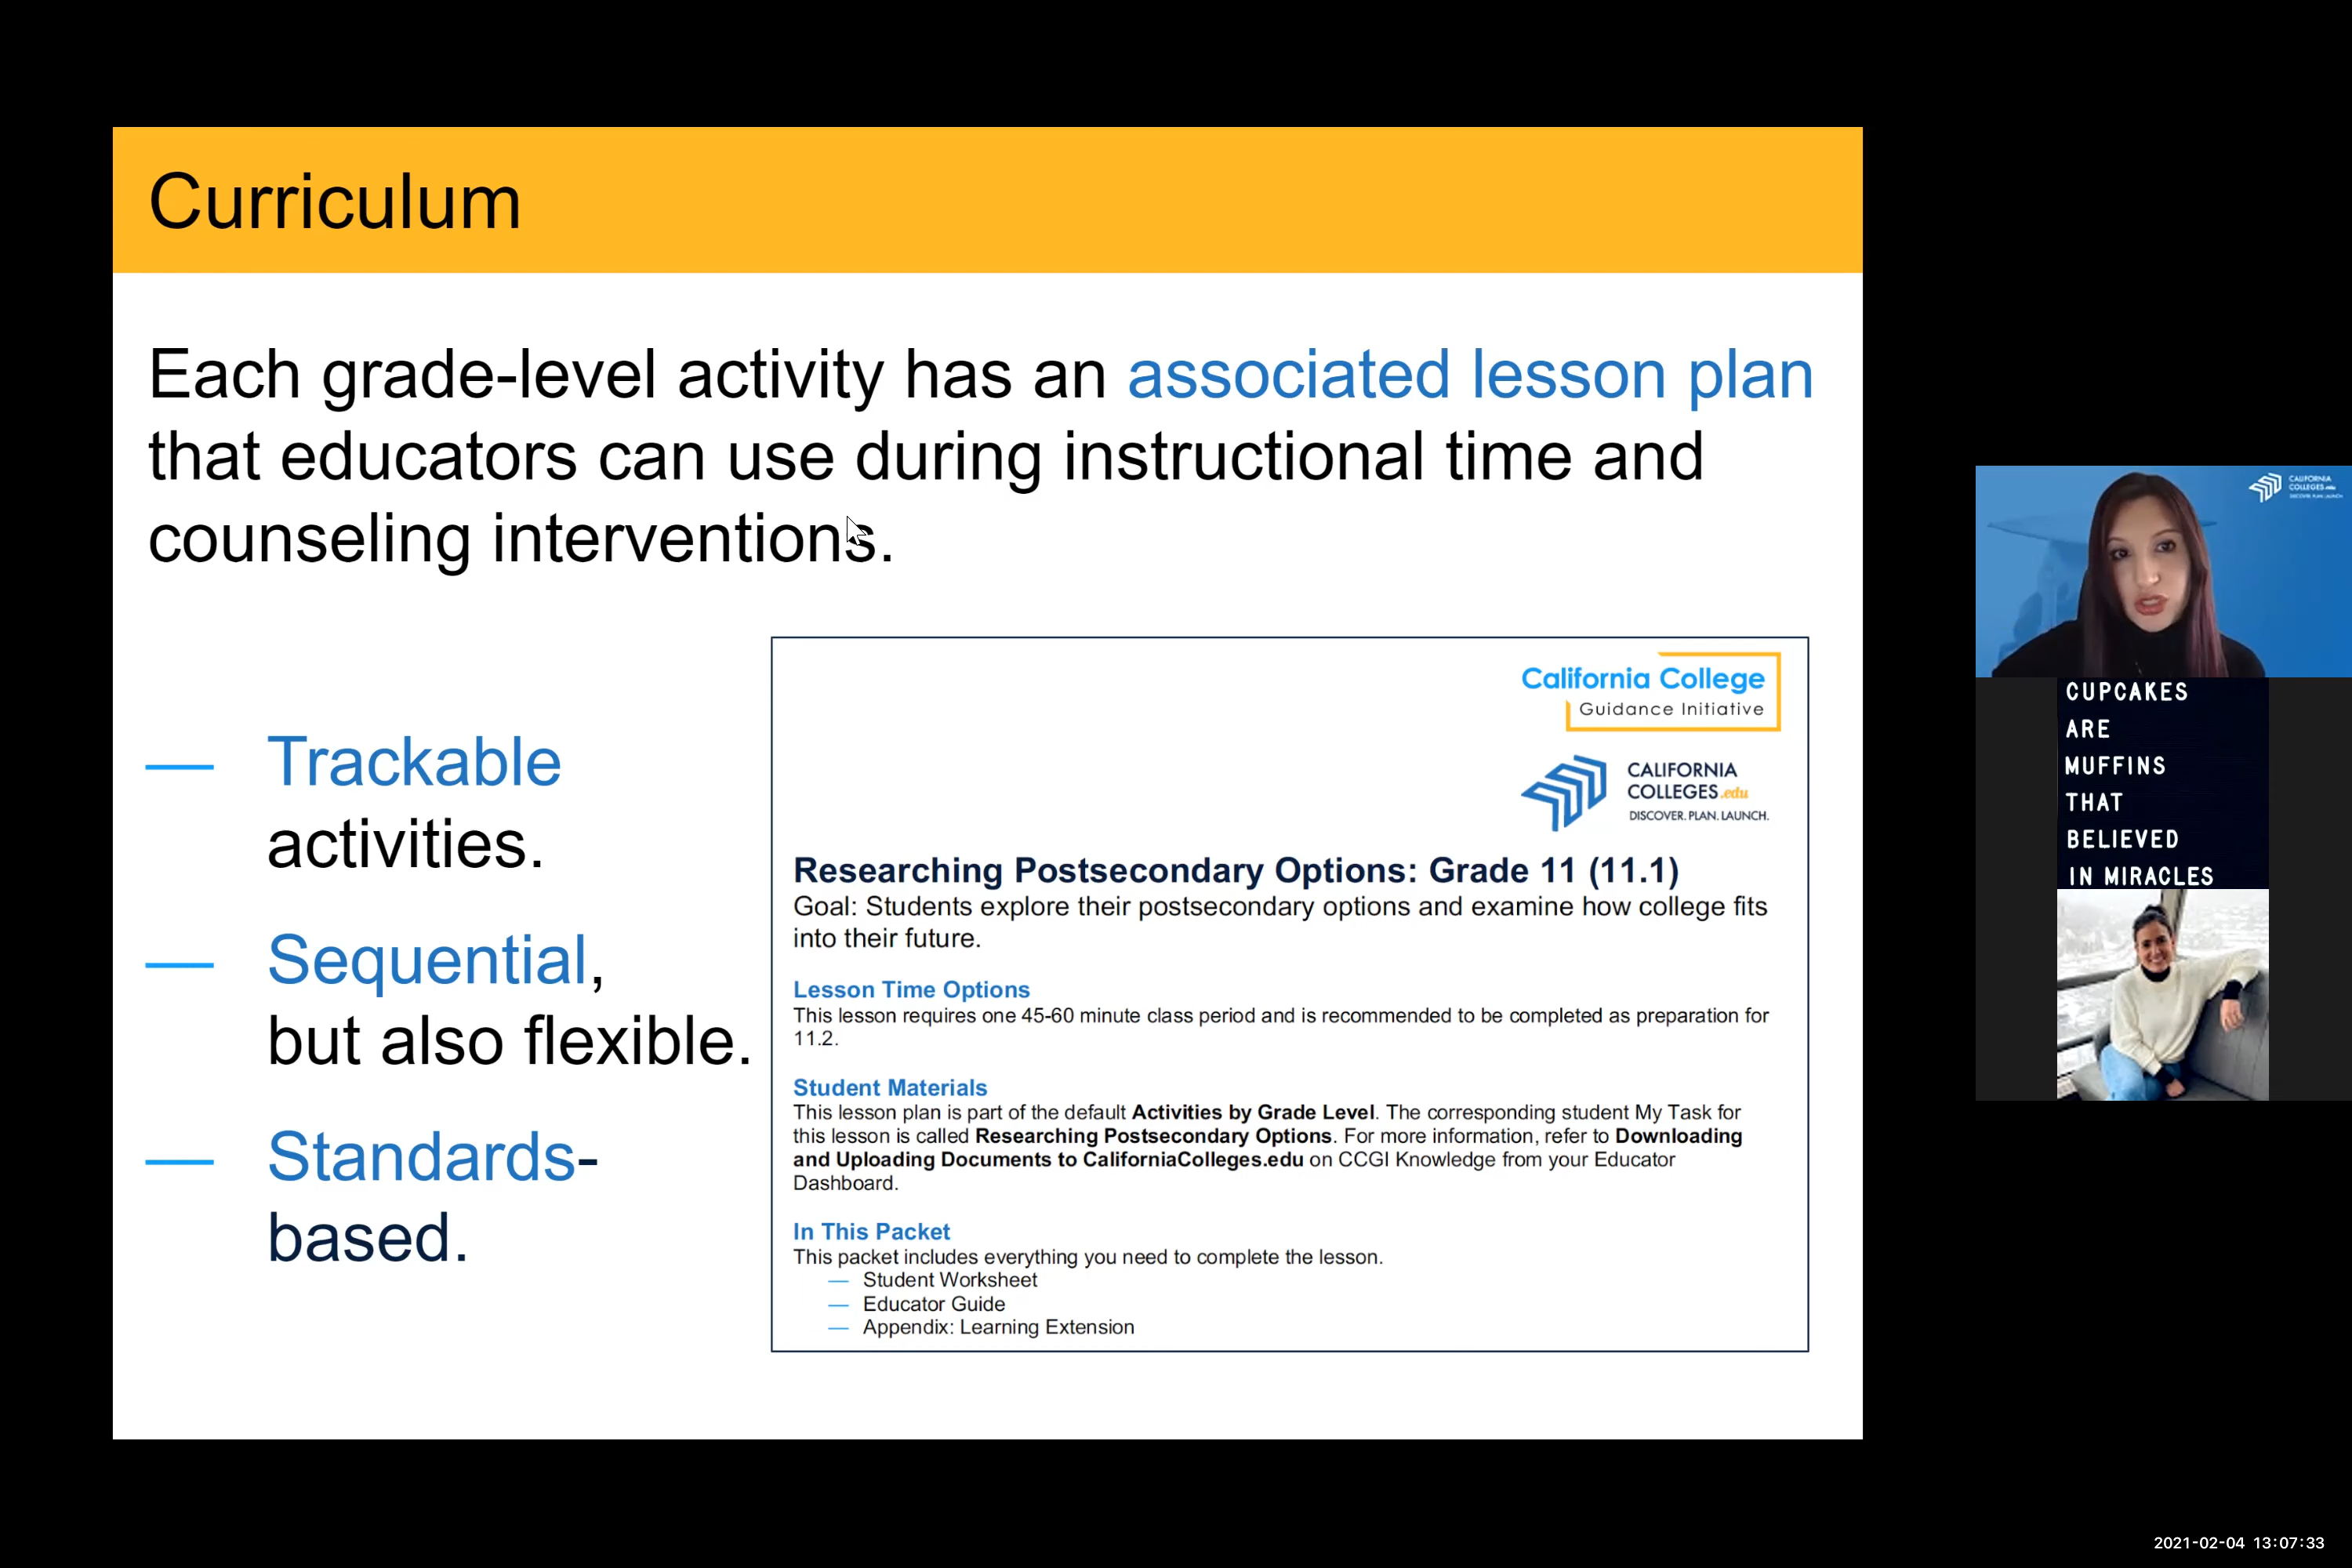 Curriculum
Each grade-level activity has an associated lesson plan
that educators can use during instructional time and
counseling interventions.
— Trackable
activities.
— Sequential,
but also flexible.
— Standards-
based.
California College
Guidance Initiative
CALIFORNIA
COLLEGES.edu
DISCOVER. PLAN. LAUNCH.
Researching Postsecondary Options: Grade 11 (11.1)
Goal: Students explore their postsecondary options and examine how college fits
into their future.
Lesson Time Options
This lesson requires one 45-60 minute class period and is recommended to be completed as preparation for
11.2.
Student Materials
This lesson plan is part of the default Activities by Grade Level. The corresponding student My Task for
this lesson is called Researching Postsecondary Options. For more information, refer to Downloading
and Uploading Documents to CaliforniaColleges.edu on CCGI Knowledge from your Educator
Dashboard.
In This Packet
This packet includes everything you need to complete the lesson.
— Student Worksheet
— Educator Guide
— Appendix: Learning Extension
CALIFORNIA
COLLEGES.edu
DISCOVER. PLAN. LAUNCH
CUPCAKES
ARE
MUFFINS
THAT
BELIEVED
IN MIRACLES
2021-02-04 13:07:33